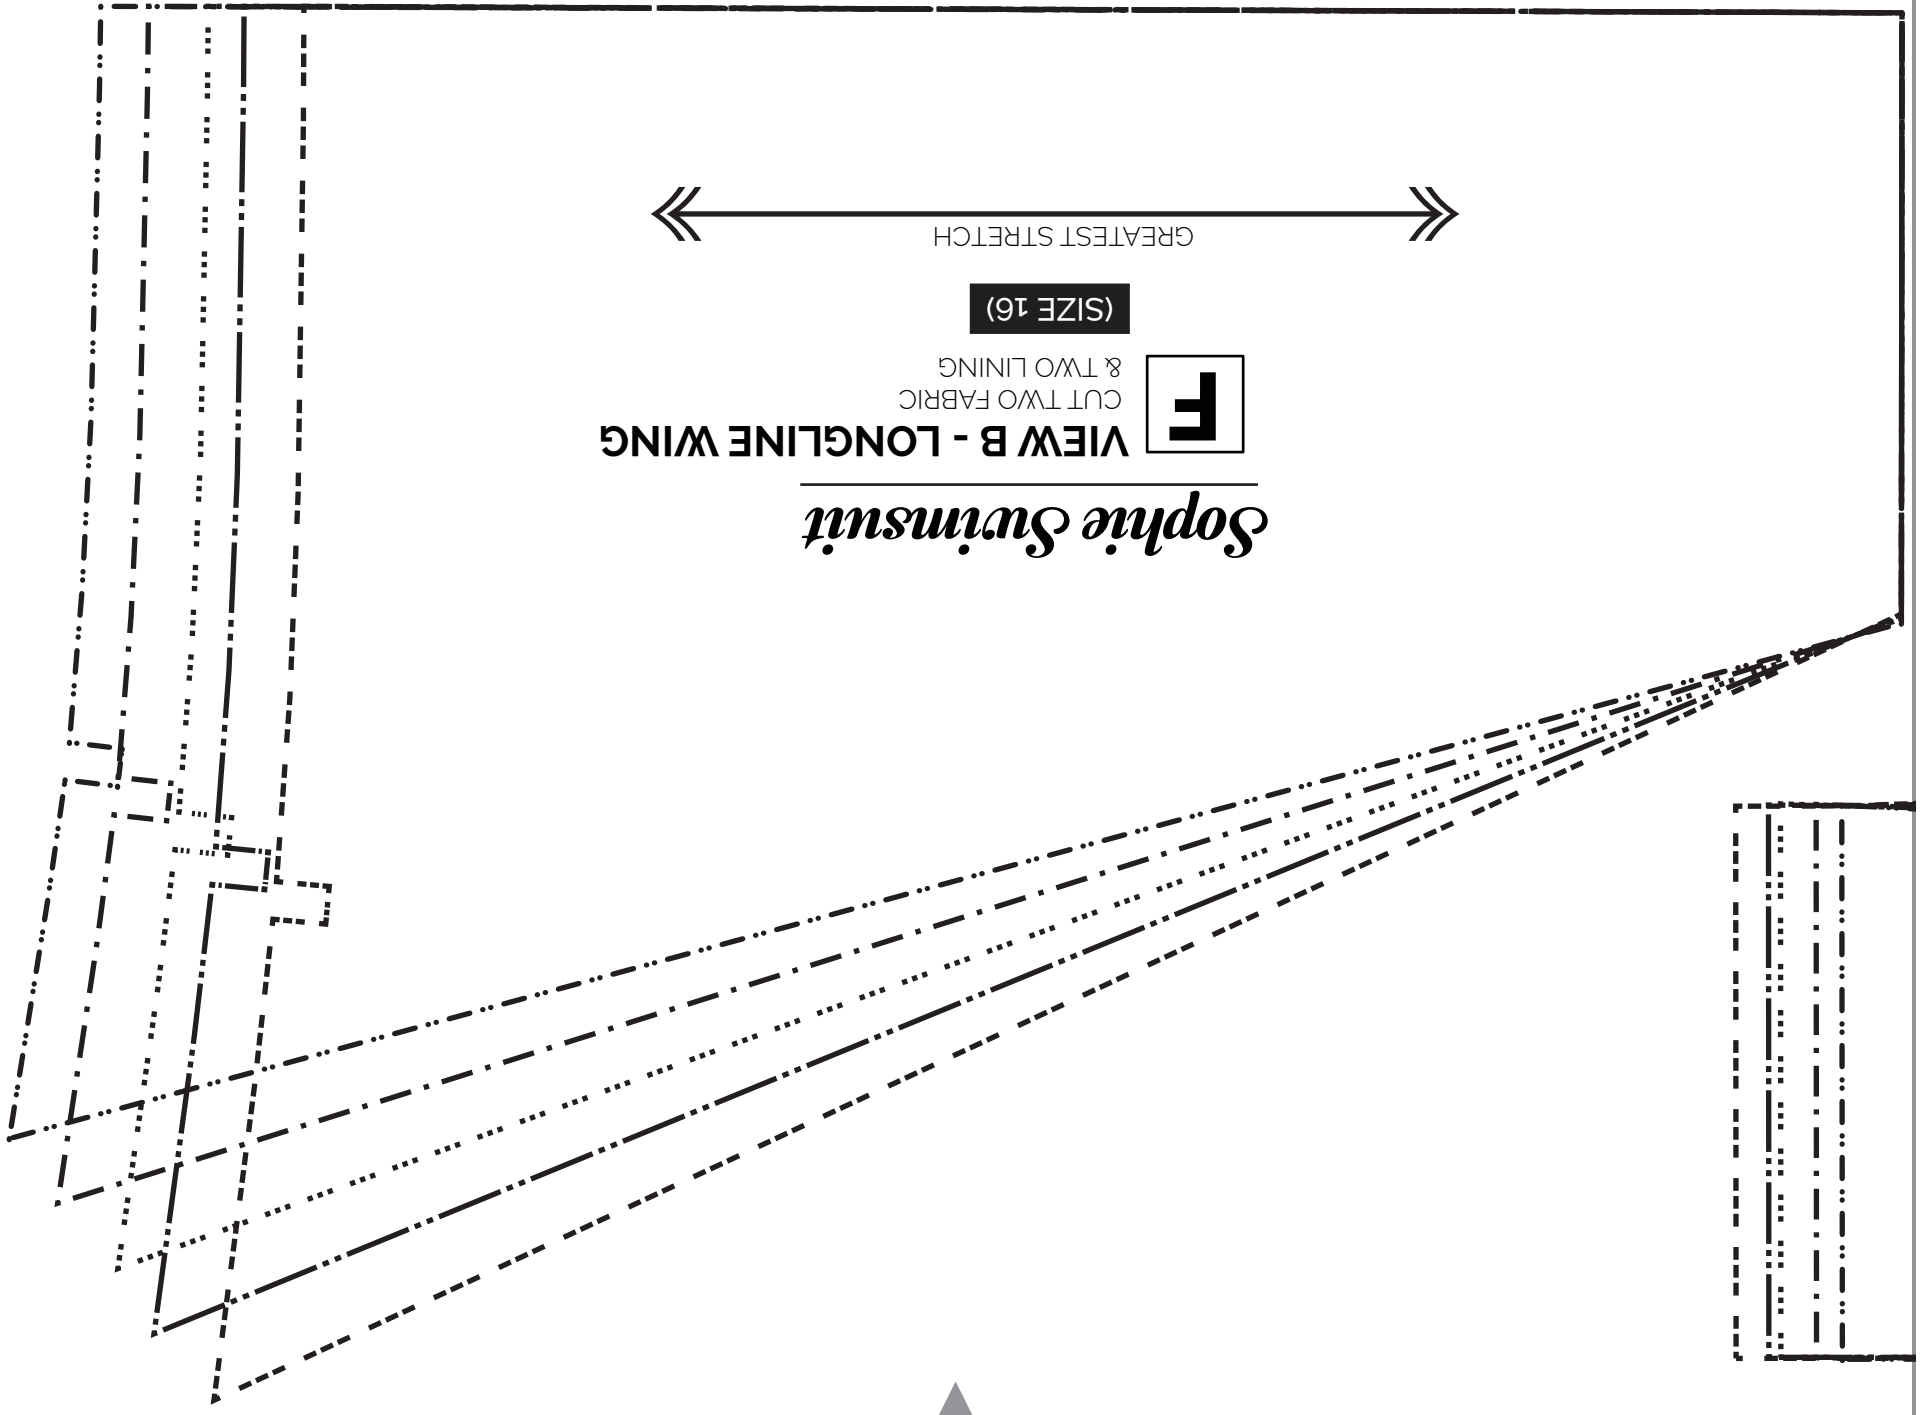 Sophie Swimsuit
VIEW B - LONGLINE WING
F
CUT TWO FABRIC
& TWO LINING
(SIZE 16)
GREATEST STRETCH